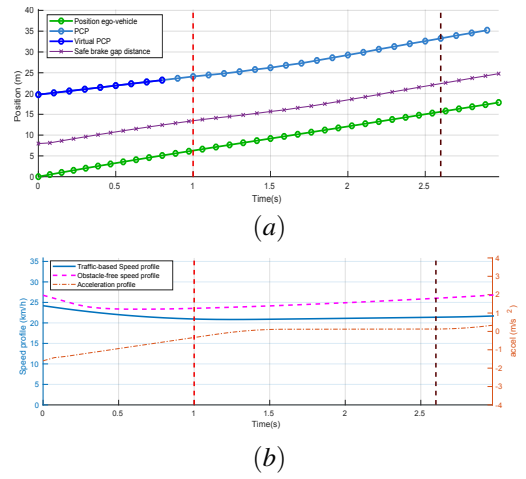 40
35
30
25
20
15
10
5
0
Position (m)
Position ego-vehicle
PCP
Virtual PCP
Safe brake gap distance
0 0.5 1 1.5 2 2.5
Time(s)
(a)
35
30
25
20
15
10
5
0
Speed profile (km/h)
Traffic-based Speed profile
Obstacle-free speed profile
Acceleration profile
4
3
2
1
0
-1
-2
-3
-4
accel (m/s 2 )
0 0.5 1 1.5 2 2.5
Time(s)
(b)